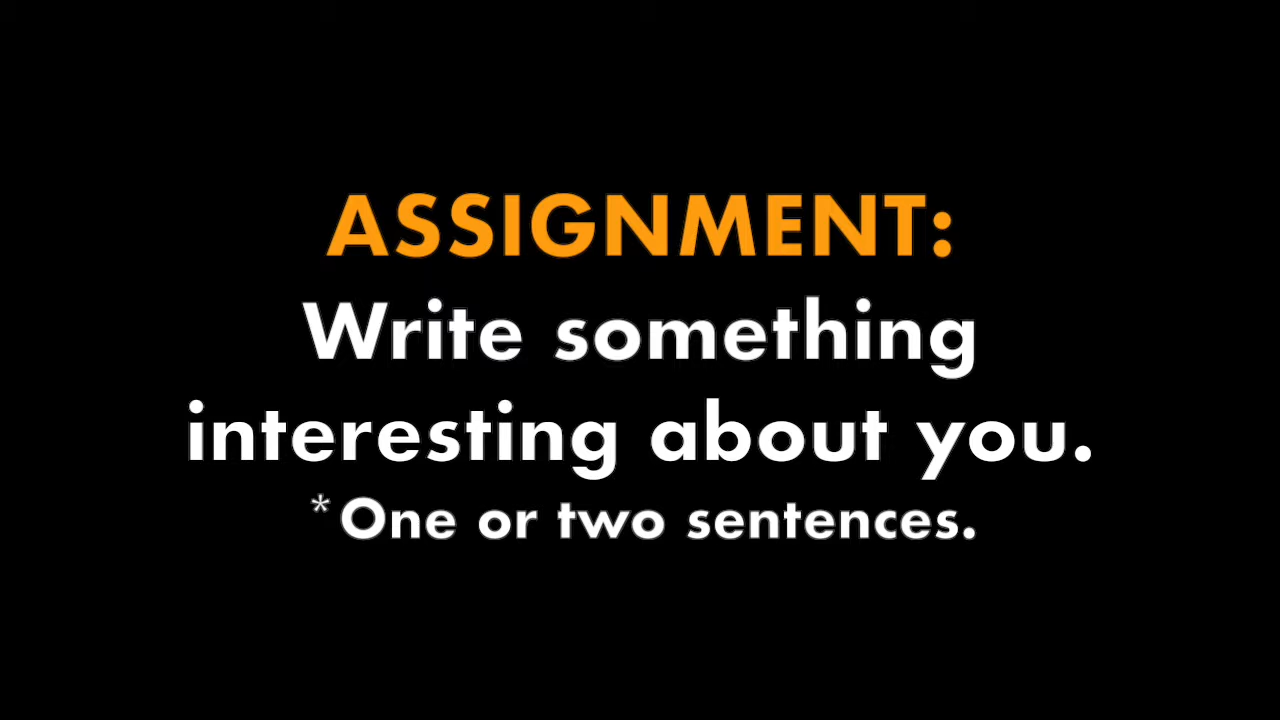 ASSIGNMENT:
Write something
interesting about you.
*One or two sentences.